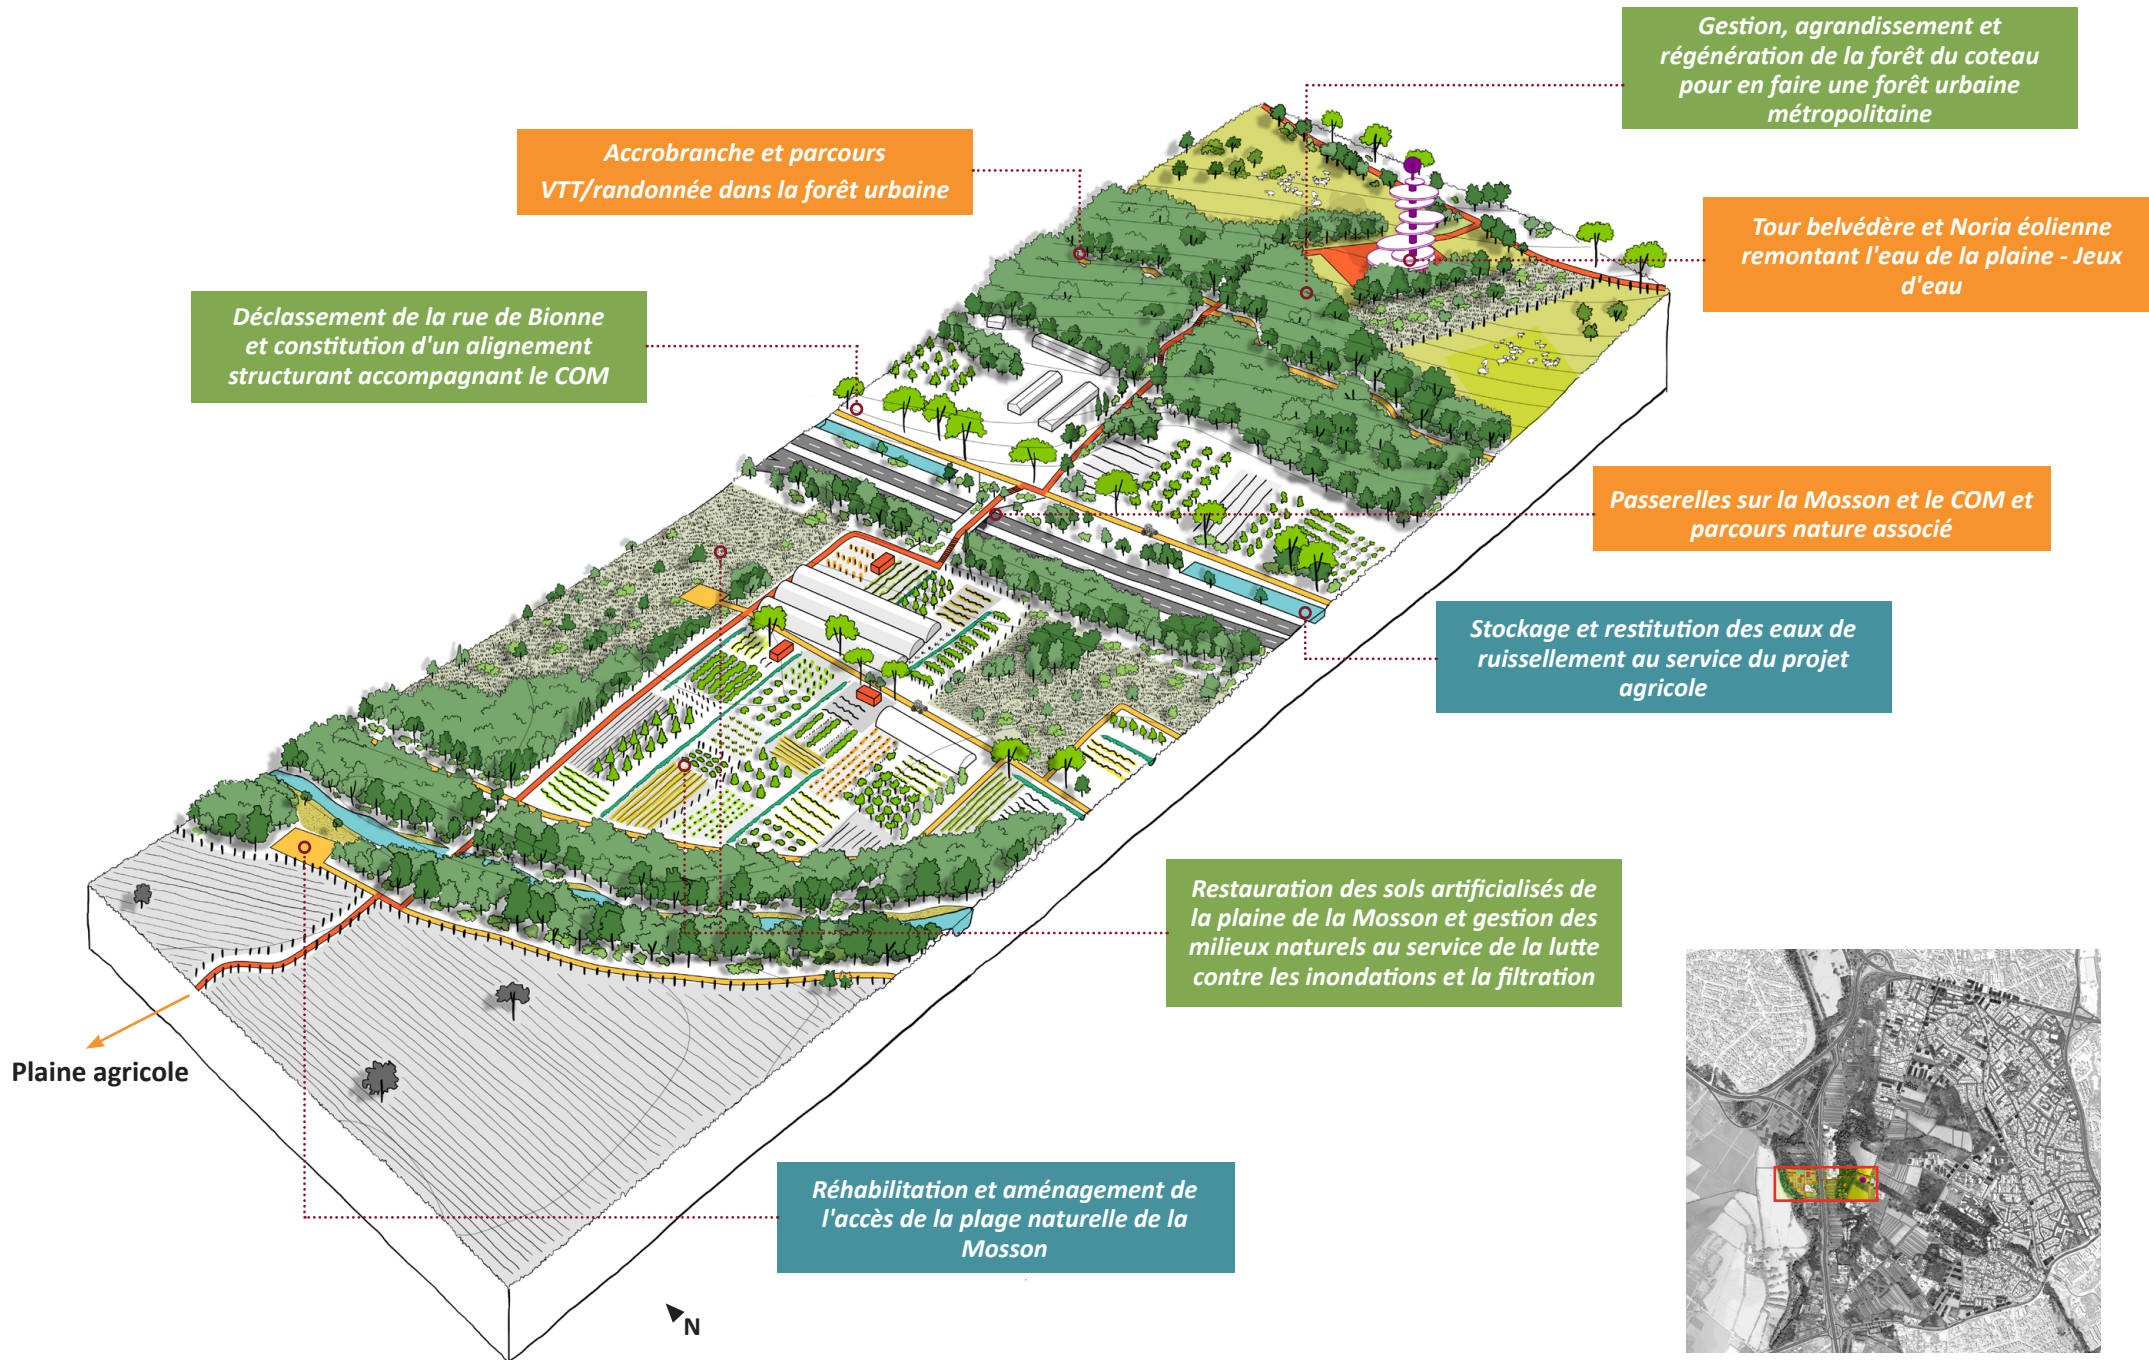 Gestion, agrandissement et
régénération de la forêt du coteau
pour en faire une forêt urbaine
métropolitaine
Accrobranche et parcours
VTT/randonnée dans la forêt urbaine
Tour belvédère et Noria éolienne
remontant l'eau de la plaine - Jeux
d'eau
Déclassement de la rue de Bionne
et constitution d'un alignement
structurant accompagnant le COM
Passerelles sur la Mosson et le COM et
parcours nature associé
Stockage et restitution des eaux de
ruissellement au service du projet
agricole
Restauration des sols artificialisés de
la plaine de la Mosson et gestion des
milieux naturels au service de la lutte
contre les inondations et la filtration
Plaine agricole
Réhabilitation et aménagement de
l'accès de la plage naturelle de la
Mosson
N